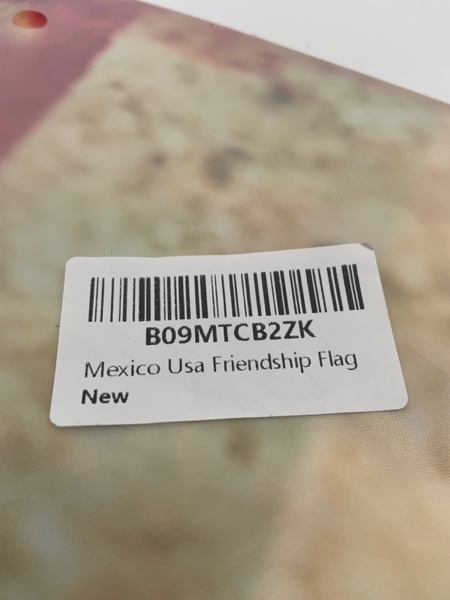 B09MTCB2ZK
Mexico Usa Friendship Flag
New